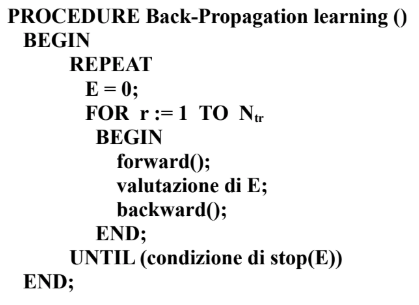 PROCEDURE Back-Propagation learning ()
BEGIN
REPEAT
E = 0;
FOR r := 1 TO Ntr
BEGIN
forward();
valutazione di E;
backward();
END;
UNTIL (condizione di stop(E))
END;